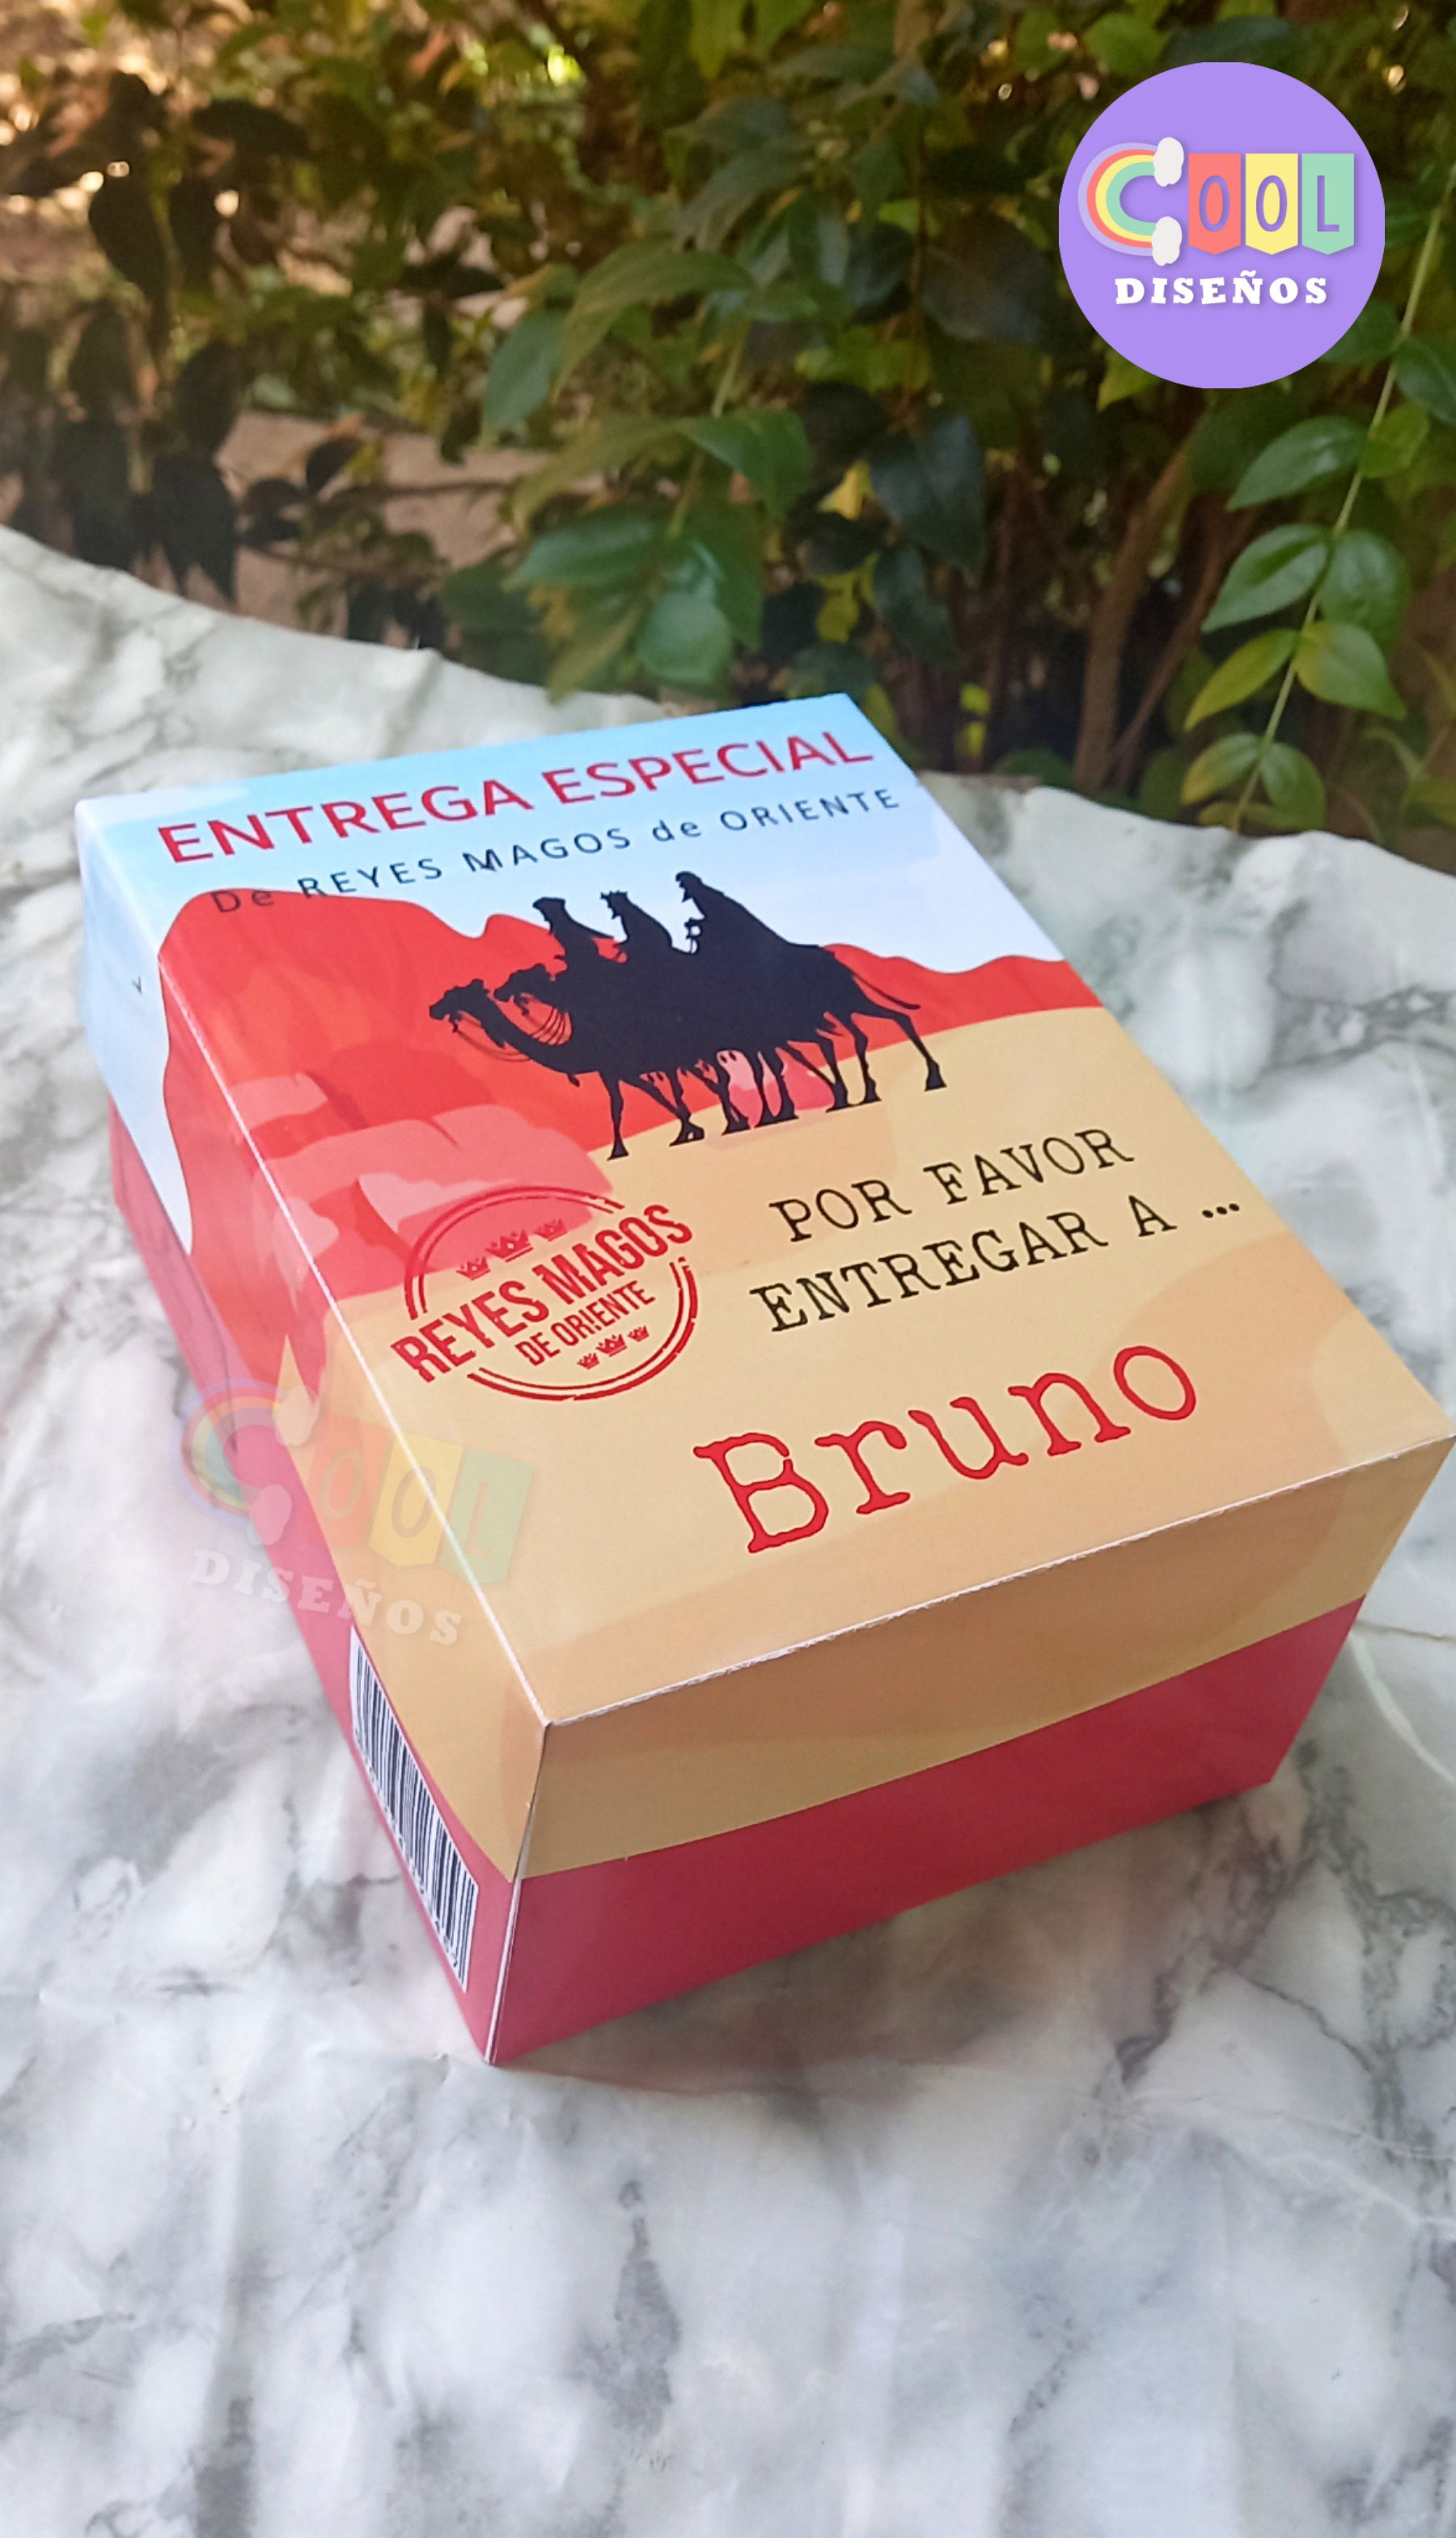 COOL
DISEÑOS
ENTREGA ESPECIAL
De REYES MAGOS de ORIENTE
REYES MAGOS
DE ORIENTE
POR FAVOR
ENTREGAR A ...
Bruno
COOL
DISEÑOS